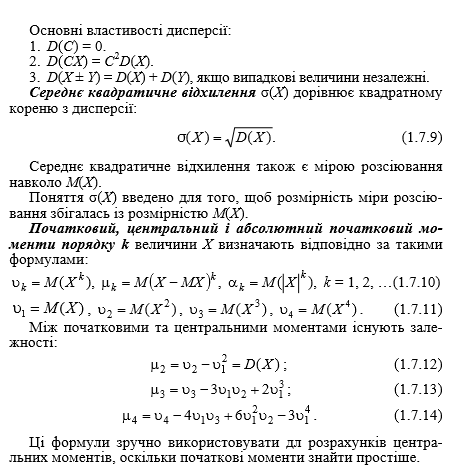 Основні властивості дисперсії:
1. D(C) = 0.
2. D(CX) = C²D(X).
3. D(X ± Y) = D(X) + D(Y), якщо випадкові величини незалежні.
Середнє квадратичне відхилення σ(X) дорівнює квадратному
кореню з дисперсії:
σ(X) = √D(X). (1.7.9)
Середнє квадратичне відхилення також є мірою розсіювання
навколо M(X).
Поняття σ(X) введено для того, щоб розмірність міри розсію-
вання збігалась із розмірністю M(X).
Початковий, центральний і абсолютний початковий мо-
менти порядку k величини X визначають відповідно за такими
формулами:
υₖ = M(Xᵏ), μₖ = M(X − MX)ᵏ, αₖ = M(|X|ᵏ), k = 1, 2, …(1.7.10)
υ₁ = M(X), υ₂ = M(X²), υ₃ = M(X³), υ₄ = M(X⁴). (1.7.11)
Між початковими та центральними моментами існують зале-
жності:
μ₂ = υ₂ − υ₁² = D(X); (1.7.12)
μ₃ = υ₃ − 3υ₁υ₂ + 2υ₁³; (1.7.13)
μ₄ = υ₄ − 4υ₁υ₃ + 6υ₁²υ₂ − 3υ₁⁴. (1.7.14)
Ці формули зручно використовувати дл розрахунків центра-
льних моментів, оскільки початкові моменти знайти простіше.